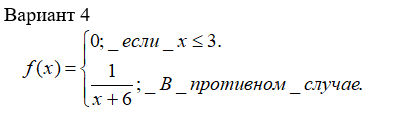 Вариант 4
f(x) = { 0; _ если _ x ≤ 3.
1/(x + 6); _ В _ противном _ случае.